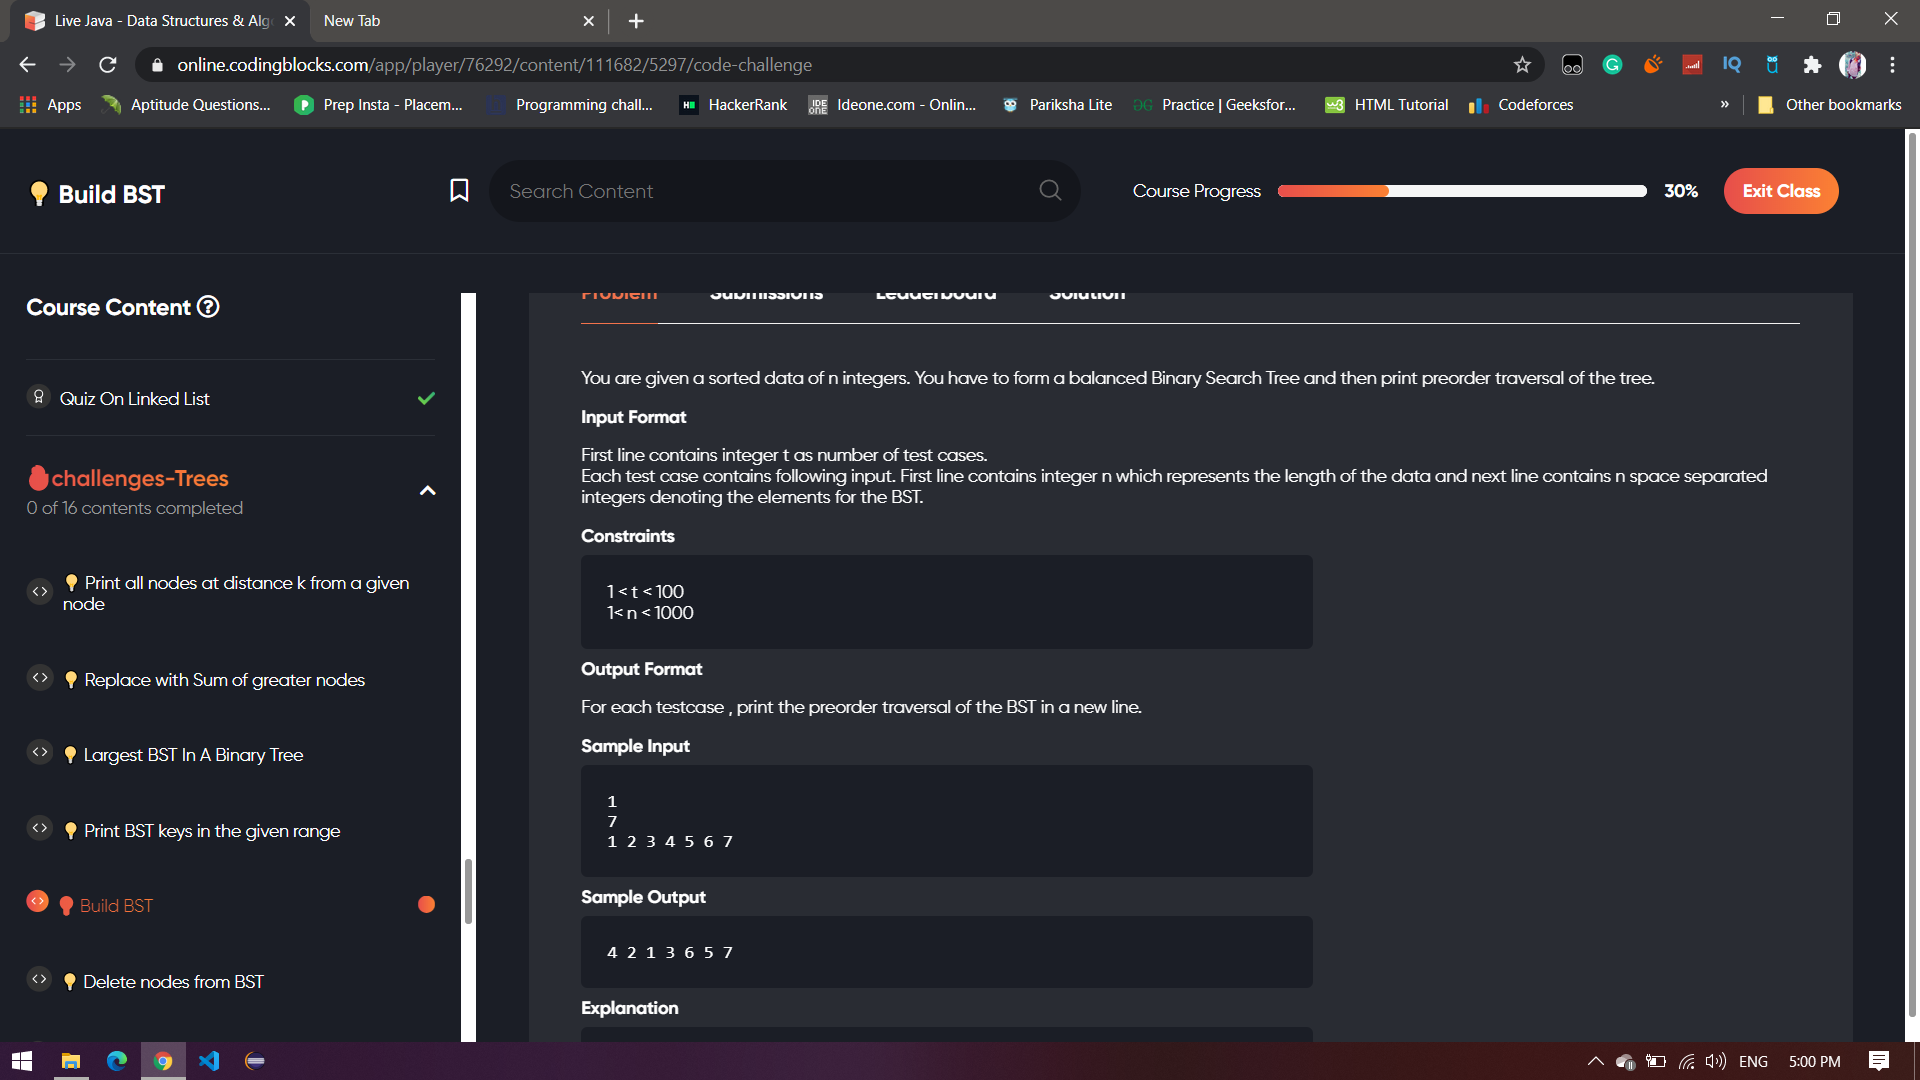 Live Java - Data Structures & Alg
New Tab
online.codingblocks.com/app/player/76292/content/111682/5297/code-challenge
Apps
Aptitude Questions...
Prep Insta - Placem...
Programming chall...
HackerRank
Ideone.com - Onlin...
Pariksha Lite
Practice | Geeksfor...
HTML Tutorial
Codeforces
»
Other bookmarks
Build BST
Search Content
Course Progress
30%
Exit Class
Course Content
Quiz On Linked List
challenges-Trees
0 of 16 contents completed
Print all nodes at distance k from a given
node
Replace with Sum of greater nodes
Largest BST In A Binary Tree
Print BST keys in the given range
Build BST
Delete nodes from BST
Problem
Submissions
Leaderboard
Solution
You are given a sorted data of n integers. You have to form a balanced Binary Search Tree and then print preorder traversal of the tree.
Input Format
First line contains integer t as number of test cases.
Each test case contains following input. First line contains integer n which represents the length of the data and next line contains n space separated
integers denoting the elements for the BST.
Constraints
1 < t < 100
1< n < 1000
Output Format
For each testcase , print the preorder traversal of the BST in a new line.
Sample Input
1
7
1 2 3 4 5 6 7
Sample Output
4 2 1 3 6 5 7
Explanation
ENG
5:00 PM